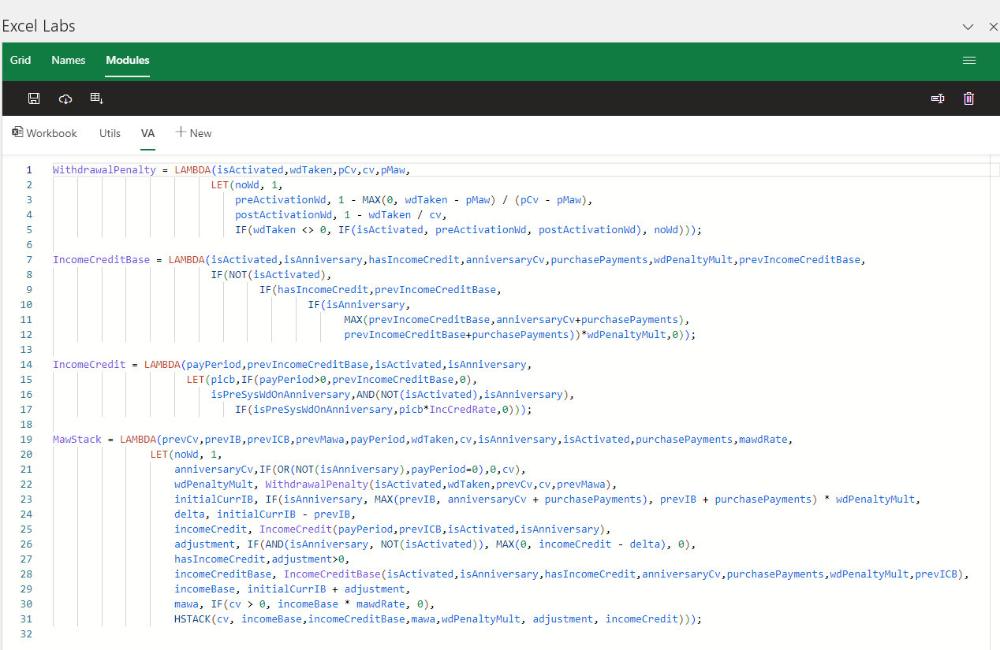 Excel Labs
Grid Names Modules
Workbook Utils VA New
1 WithdrawalPenalty = LAMBDA(isActivated,wdTaken,pCv,cv,pMaw,
2 LET(noWd, 1,
3 preActivationWd, 1 - MAX(0, wdTaken - pMaw) / (pCv - pMaw),
4 postActivationWd, 1 - wdTaken / cv,
5 IF(wdTaken <> 0, IF(isActivated, preActivationWd, postActivationWd), noWd)));
6
7 IncomeCreditBase = LAMBDA(isActivated,isAnniversary,hasIncomeCredit,anniversaryCv,purchasePayments,wdPenaltyMult,prevIncomeCreditBase,
8 IF(NOT(isActivated),
9 IF(hasIncomeCredit,prevIncomeCreditBase,
10 IF(isAnniversary,
11 MAX(prevIncomeCreditBase,anniversaryCv+purchasePayments),
12 prevIncomeCreditBase+purchasePayments))*wdPenaltyMult,0));
13
14 IncomeCredit = LAMBDA(payPeriod,prevIncomeCreditBase,isActivated,isAnniversary,
15 LET(picb,IF(payPeriod>0,prevIncomeCreditBase,0),
16 isPreSysWdOnAnniversary,AND(NOT(isActivated),isAnniversary),
17 IF(isPreSysWdOnAnniversary,picb*IncCredRate,0)));
18
19 MawStack = LAMBDA(prevCv,prevIB,prevICB,prevMawa,payPeriod,wdTaken,cv,isAnniversary,isActivated,purchasePayments,mawdRate,
20 LET(noWd, 1,
21 anniversaryCv,IF(OR(NOT(isAnniversary),payPeriod=0),0,cv),
22 wdPenaltyMult, WithdrawalPenalty(isActivated,wdTaken,prevCv,cv,prevMawa),
23 initialCurrIB, IF(isAnniversary, MAX(prevIB, anniversaryCv + purchasePayments), prevIB + purchasePayments) * wdPenaltyMult,
24 delta, initialCurrIB - prevIB,
25 incomeCredit, IncomeCredit(payPeriod,prevICB,isActivated,isAnniversary),
26 adjustment, IF(AND(isAnniversary, NOT(isActivated)), MAX(0, incomeCredit - delta), 0),
27 hasIncomeCredit,adjustment>0,
28 incomeCreditBase, IncomeCreditBase(isActivated,isAnniversary,hasIncomeCredit,anniversaryCv,purchasePayments,wdPenaltyMult,prevICB),
29 incomeBase, initialCurrIB + adjustment,
30 mawa, IF(cv > 0, incomeBase * mawdRate, 0),
31 HSTACK(cv, incomeBase,incomeCreditBase,mawa,wdPenaltyMult, adjustment, incomeCredit)));
32